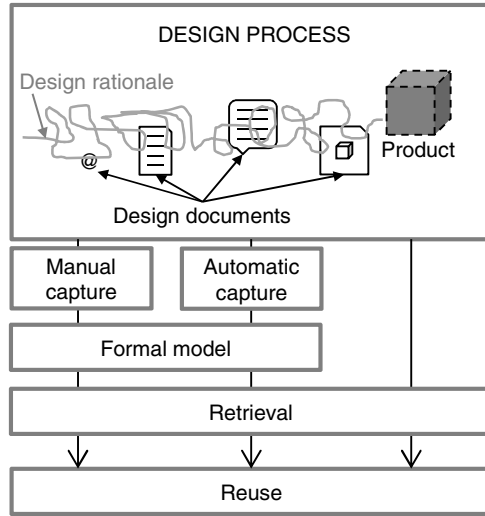 DESIGN PROCESS
Design rationale
@
Product
Design documents
Manual
capture
Automatic
capture
Formal model
Retrieval
Reuse